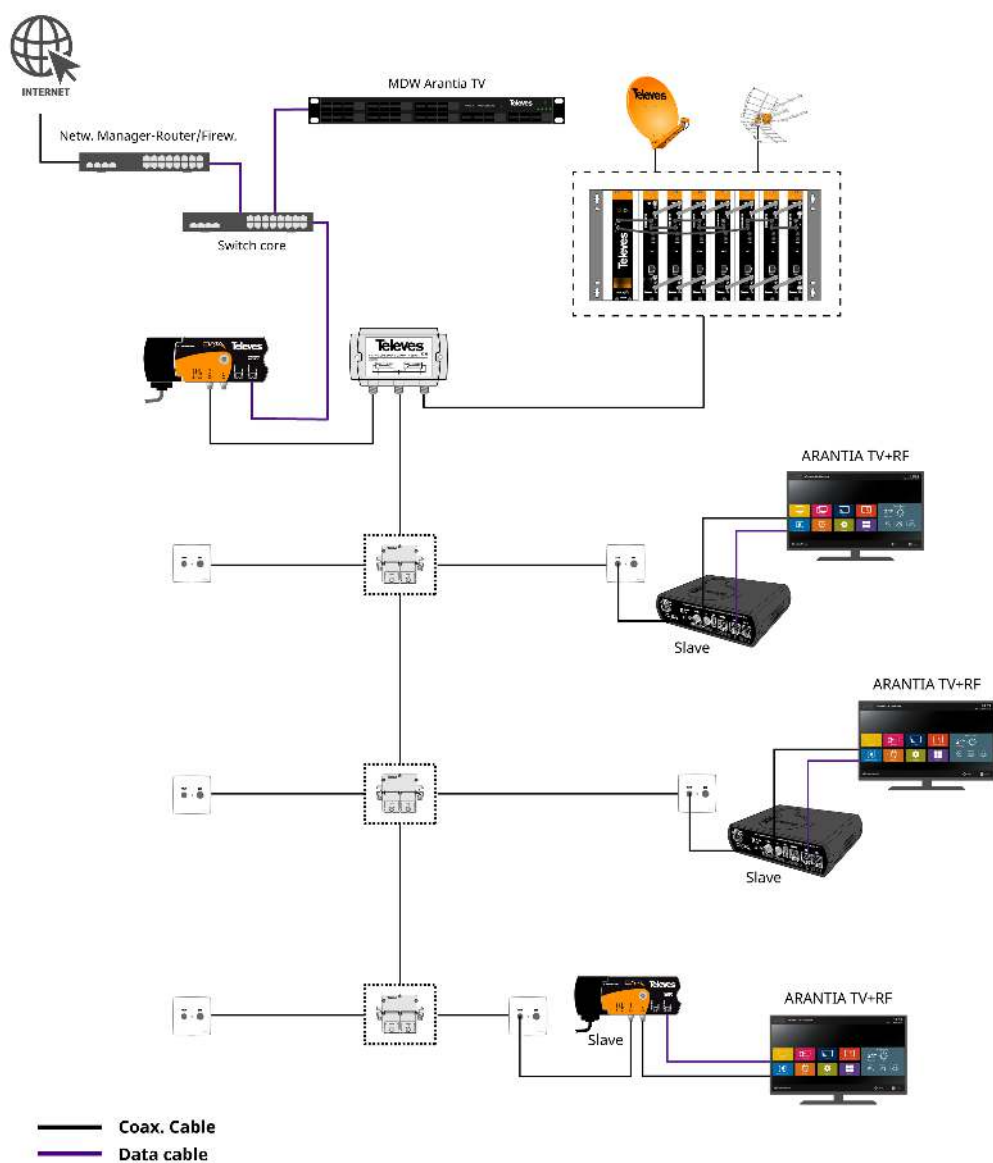 INTERNET
MDW Arantia TV
Televes
Televes
Netw. Manager-Router/Firew.
Switch core
Televes
Televes
Televes
DATA
ARANTIA TV+RF
Slave
ARANTIA TV+RF
Slave
Televes
ARANTIA TV+RF
Slave
Coax. Cable
Data cable